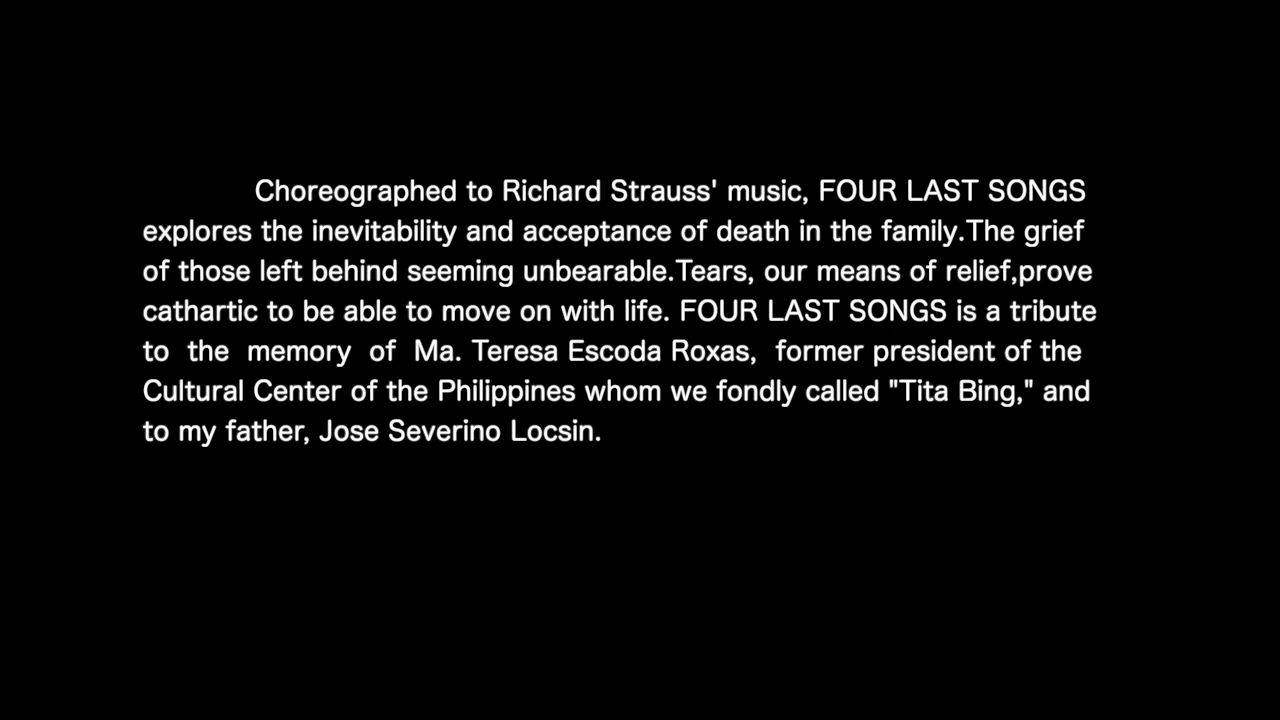 Choreographed to Richard Strauss' music, FOUR LAST SONGS
explores the inevitability and acceptance of death in the family.The grief
of those left behind seeming unbearable.Tears, our means of relief,prove
cathartic to be able to move on with life. FOUR LAST SONGS is a tribute
to the memory of Ma. Teresa Escoda Roxas, former president of the
Cultural Center of the Philippines whom we fondly called "Tita Bing," and
to my father, Jose Severino Locsin.